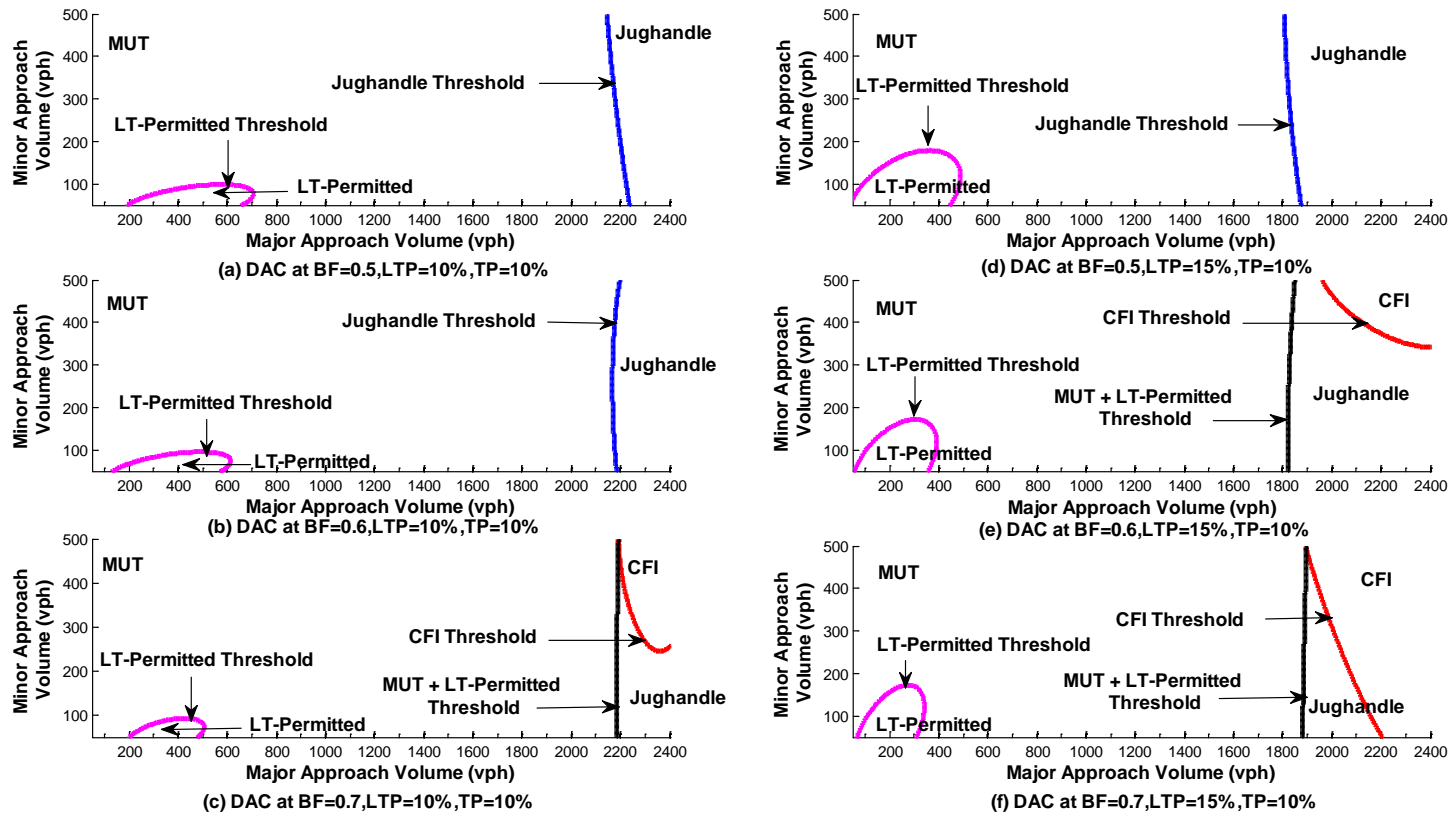 500
400
300
200
100
Minor Approach
Volume (vph)
MUT
Jughandle
Jughandle Threshold
LT-Permitted Threshold
LT-Permitted
200 400 600 800 1000 1200 1400 1600 1800 2000 2200 2400
Major Approach Volume (vph)
(a) DAC at BF=0.5,LTP=10%,TP=10%
500
400
300
200
100
Minor Approach
Volume (vph)
MUT
Jughandle Threshold
Jughandle
LT-Permitted Threshold
LT-Permitted
200 400 600 800 1000 1200 1400 1600 1800 2000 2200 2400
Major Approach Volume (vph)
(b) DAC at BF=0.6,LTP=10%,TP=10%
500
400
300
200
100
Minor Approach
Volume (vph)
MUT
CFI
CFI Threshold
LT-Permitted Threshold
MUT + LT-Permitted
Threshold
Jughandle
LT-Permitted
200 400 600 800 1000 1200 1400 1600 1800 2000 2200 2400
Major Approach Volume (vph)
(c) DAC at BF=0.7,LTP=10%,TP=10%
500
400
300
200
100
Minor Approach
Volume (vph)
MUT
Jughandle
LT-Permitted Threshold
Jughandle Threshold
LT-Permitted
200 400 600 800 1000 1200 1400 1600 1800 2000 2200 2400
Major Approach Volume (vph)
(d) DAC at BF=0.5,LTP=15%,TP=10%
500
400
300
200
100
Minor Approach
Volume (vph)
MUT
CFI
CFI Threshold
LT-Permitted Threshold
MUT + LT-Permitted
Threshold
Jughandle
LT-Permitted
200 400 600 800 1000 1200 1400 1600 1800 2000 2200 2400
Major Approach Volume (vph)
(e) DAC at BF=0.6,LTP=15%,TP=10%
500
400
300
200
100
Minor Approach
Volume (vph)
MUT
CFI
CFI Threshold
LT-Permitted Threshold
MUT + LT-Permitted
Threshold
Jughandle
LT-Permitted
200 400 600 800 1000 1200 1400 1600 1800 2000 2200 2400
Major Approach Volume (vph)
(f) DAC at BF=0.7,LTP=15%,TP=10%